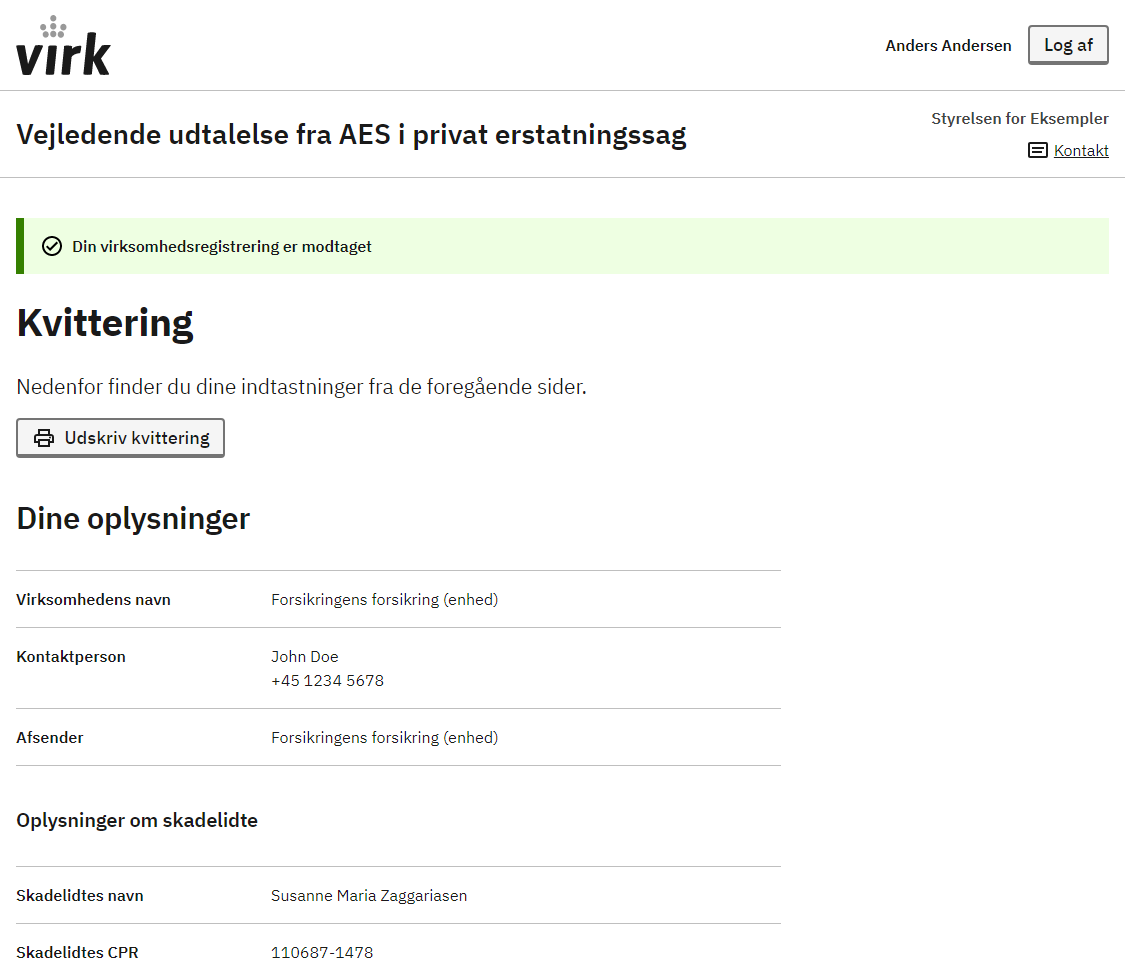 virk
Anders Andersen
Log af
Vejledende udtalelse fra AES i privat erstatningssag
Styrelsen for Eksempler
Kontakt
Din virksomhedsregistrering er modtaget
Kvittering
Nedenfor finder du dine indtastninger fra de foregående sider.
Udskriv kvittering
Dine oplysninger
Virksomhedens navn
Forsikringens forsikring (enhed)
Kontaktperson
John Doe
+45 1234 5678
Afsender
Forsikringens forsikring (enhed)
Oplysninger om skadelidte
Skadelidtes navn
Susanne Maria Zaggariasen
Skadelidtes CPR
110687-1478